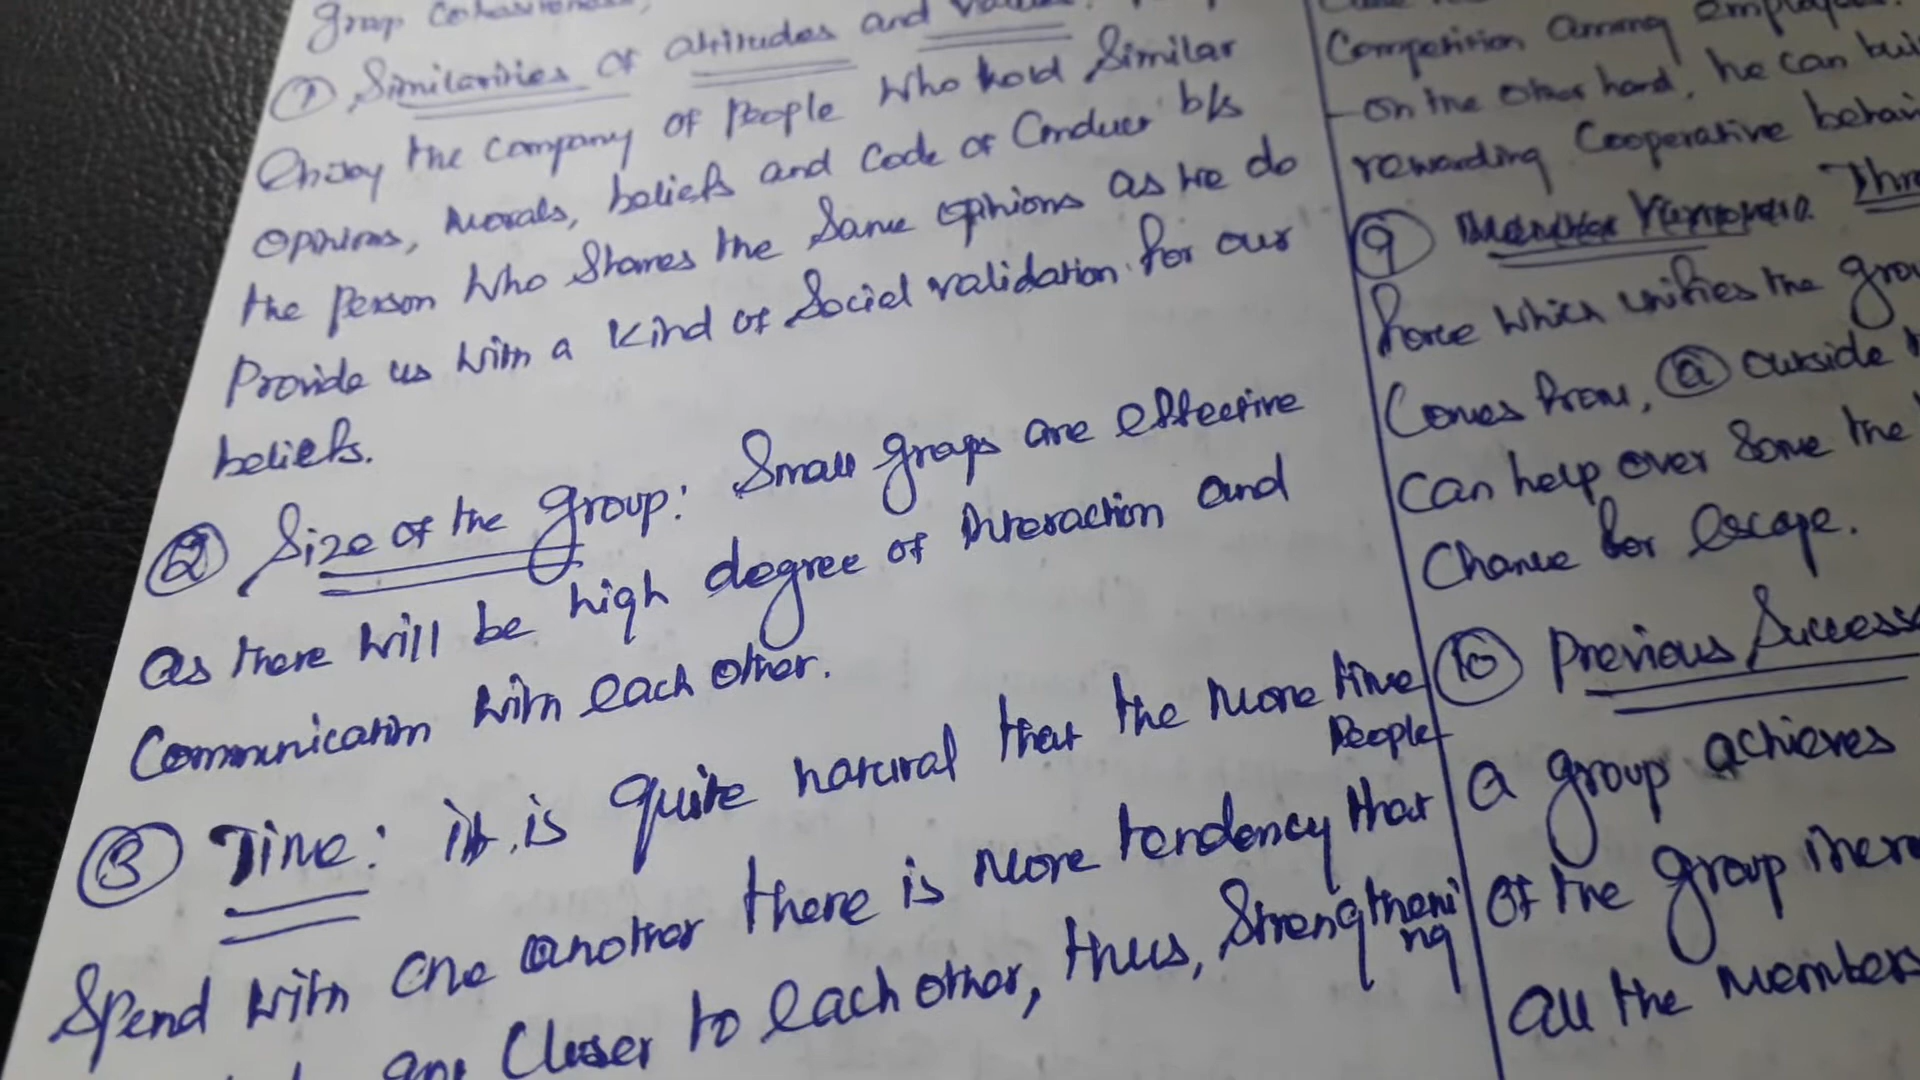 group Cohesiveness,
① Similarities of attitudes and values:
enjoy the company of People who hold Similar
opinions, morals, beliefs and Code of Conduct b/s
the person who Shares the Same opinions as we do
Provide us with a kind of Social validation for our
beliefs.
② Size of the group: Small groups are effective
as there will be high degree of interaction and
Communication with each other.
③ Time: it is quite natural that the more time
People
Spend with one another there is more tendency that
closer to each other, thus, Strengtheni
ng
Competition among employees.
-on the other hand, he can
rewarding Cooperative
⑨
force which unifies the
Comes from, ⓐ outside
Can help over Some the
Chance for escape.
⑩ Previous Success
a group achieves
of the group
all the members